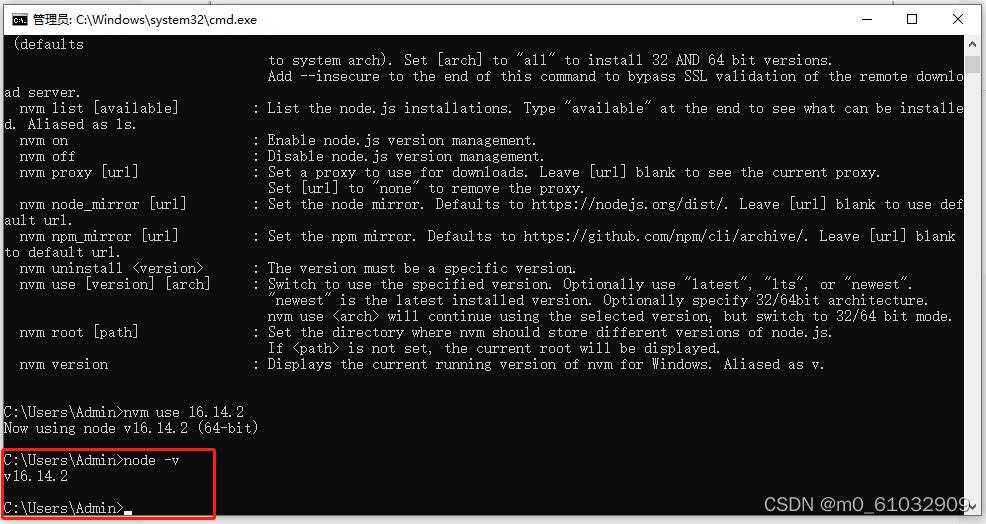 管理员: C:\Windows\system32\cmd.exe
(defaults
to system arch). Set [arch] to "all" to install 32 AND 64 bit versions.
Add --insecure to the end of this command to bypass SSL validation of the remote downlo
ad server.
nvm list [available] : List the node.js installations. Type "available" at the end to see what can be installe
d. Aliased as ls.
nvm on : Enable node.js version management.
nvm off : Disable node.js version management.
nvm proxy [url] : Set a proxy to use for downloads. Leave [url] blank to see the current proxy.
Set [url] to "none" to remove the proxy.
nvm node_mirror [url] : Set the node mirror. Defaults to https://nodejs.org/dist/. Leave [url] blank to use def
ault url.
nvm npm_mirror [url] : Set the npm mirror. Defaults to https://github.com/npm/cli/archive/. Leave [url] blank
to default url.
nvm uninstall <version> : The version must be a specific version.
nvm use [version] [arch] : Switch to use the specified version. Optionally use "latest", "lts", or "newest".
"newest" is the latest installed version. Optionally specify 32/64bit architecture.
nvm use <arch> will continue using the selected version, but switch to 32/64 bit mode.
nvm root [path] : Set the directory where nvm should store different versions of node.js.
If <path> is not set, the current root will be displayed.
nvm version : Displays the current running version of nvm for Windows. Aliased as v.
C:\Users\Admin>nvm use 16.14.2
Now using node v16.14.2 (64-bit)
C:\Users\Admin>node -v
v16.14.2
C:\Users\Admin>
CSDN @m0_61032909